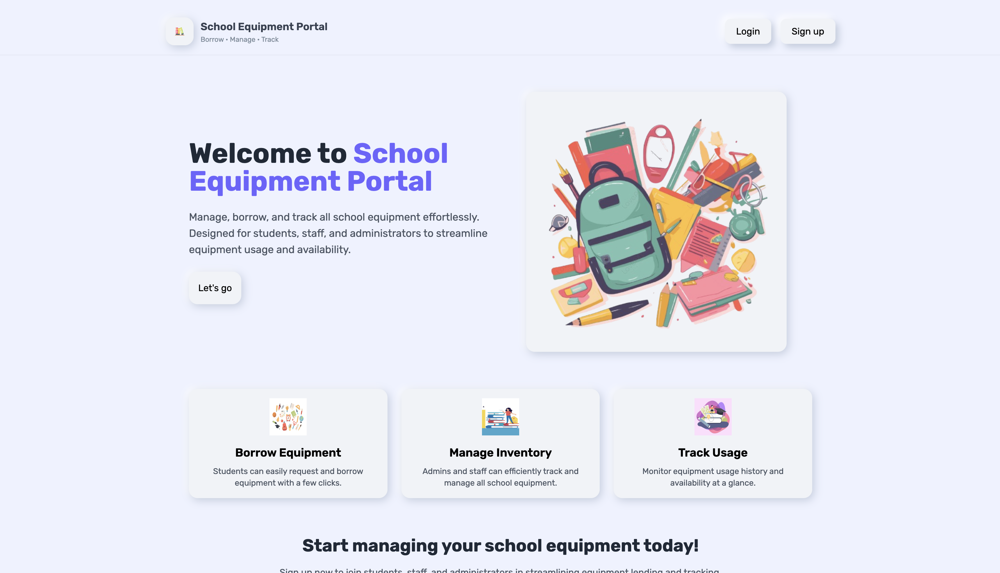 School Equipment Portal
Borrow • Manage • Track
Login
Sign up
Welcome to School
Equipment Portal
Manage, borrow, and track all school equipment effortlessly.
Designed for students, staff, and administrators to streamline
equipment usage and availability.
Let's go
Borrow Equipment
Students can easily request and borrow
equipment with a few clicks.
Manage Inventory
Admins and staff can efficiently track and
manage all school equipment.
Track Usage
Monitor equipment usage history and
availability at a glance.
Start managing your school equipment today!
Sign up now to join students, staff, and administrators in streamlining equipment lending and tracking.